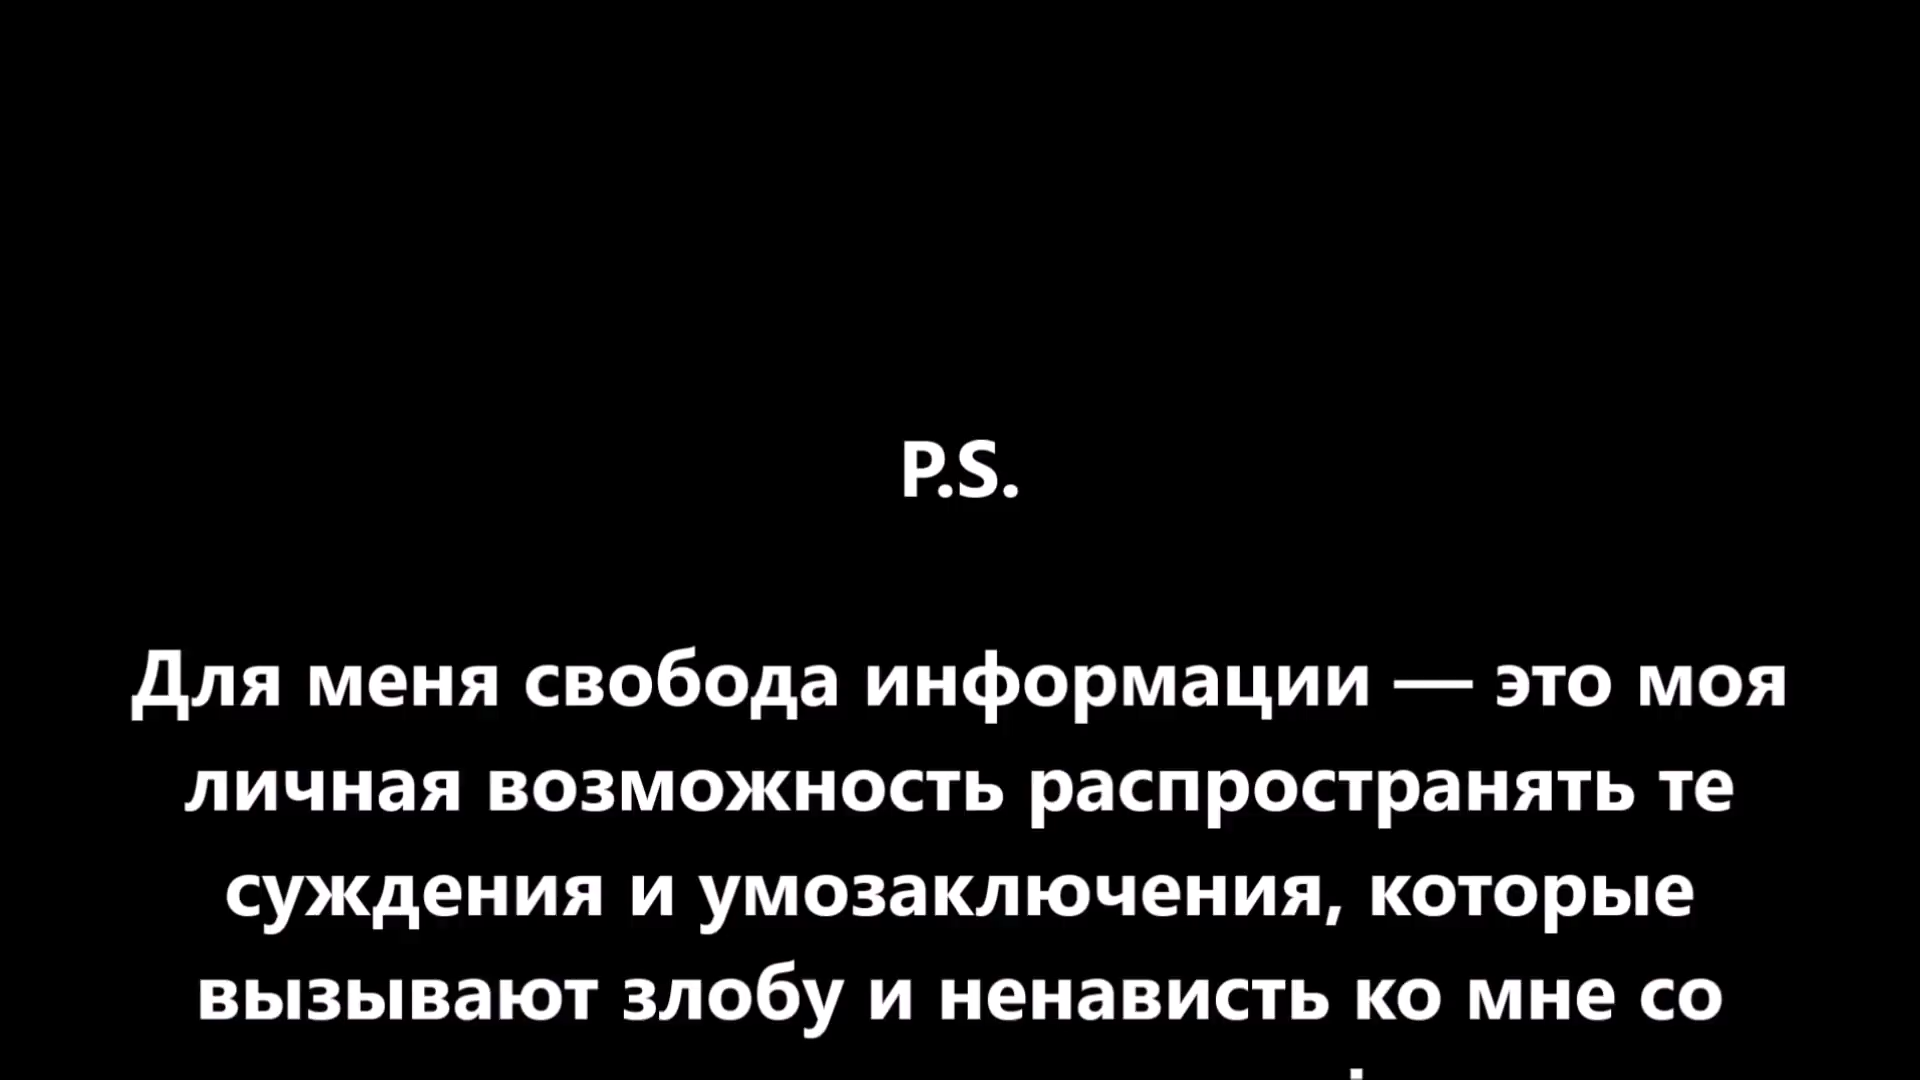 P.S.
Для меня свобода информации — это моя
личная возможность распространять те
суждения и умозаключения, которые
вызывают злобу и ненависть ко мне со